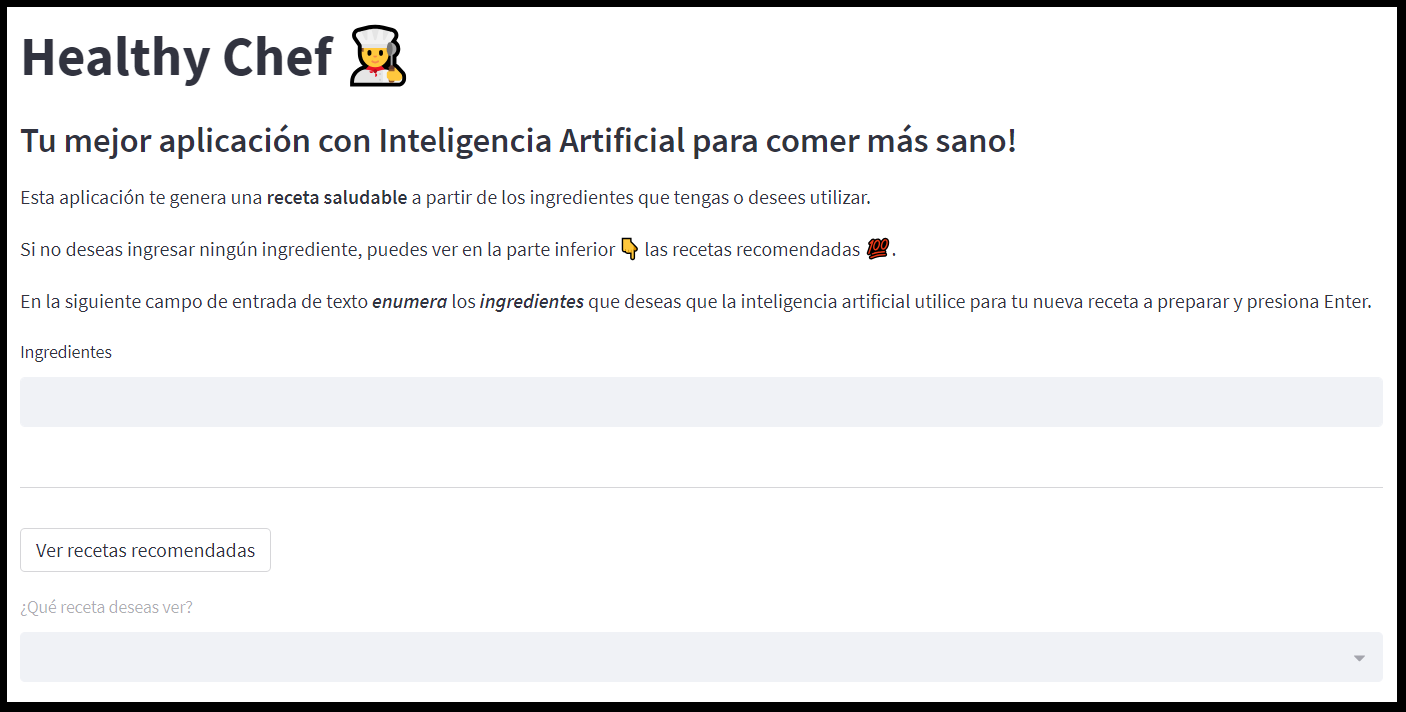 Healthy Chef 🧑‍🍳
Tu mejor aplicación con Inteligencia Artificial para comer más sano!
Esta aplicación te genera una receta saludable a partir de los ingredientes que tengas o desees utilizar.
Si no deseas ingresar ningún ingrediente, puedes ver en la parte inferior 👇 las recetas recomendadas 💯.
En la siguiente campo de entrada de texto enumera los ingredientes que deseas que la inteligencia artificial utilice para tu nueva receta a preparar y presiona Enter.
Ingredientes
Ver recetas recomendadas
¿Qué receta deseas ver?